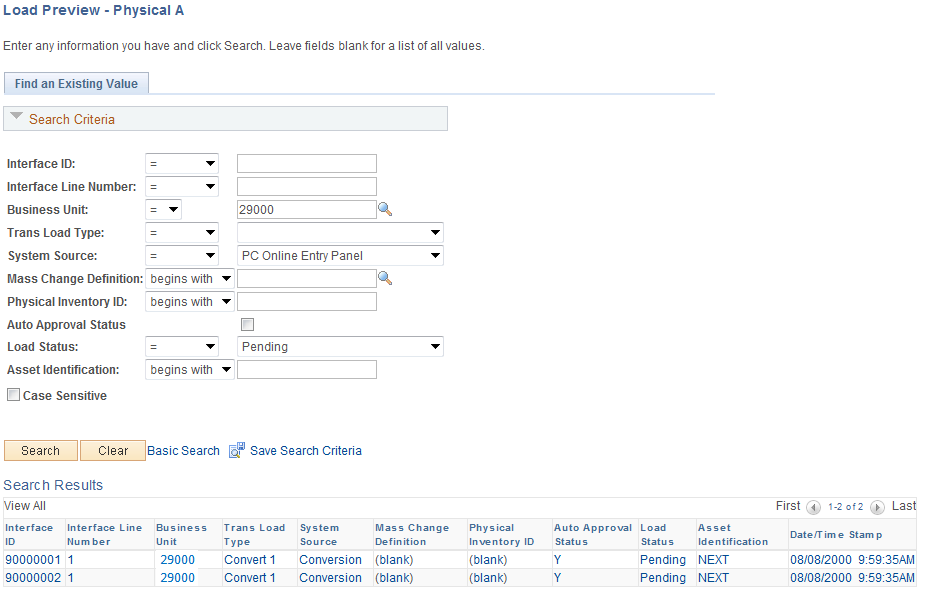 Load Preview - Physical A
Enter any information you have and click Search. Leave fields blank for a list of all values.
Find an Existing Value
Search Criteria
Interface ID: =
Interface Line Number: =
Business Unit: = 29000
Trans Load Type: =
System Source: = PC Online Entry Panel
Mass Change Definition: begins with
Physical Inventory ID: begins with
Auto Approval Status
Load Status: = Pending
Asset Identification: begins with
Case Sensitive
Search Clear Basic Search Save Search Criteria
Search Results
View All First 1-2 of 2 Last
Interface ID Interface Line Number Business Unit Trans Load Type System Source Mass Change Definition Physical Inventory ID Auto Approval Status Load Status Asset Identification Date/Time Stamp
90000001 1 29000 Convert 1 Conversion (blank) (blank) Y Pending NEXT 08/08/2000 9:59:35AM
90000002 1 29000 Convert 1 Conversion (blank) (blank) Y Pending NEXT 08/08/2000 9:59:35AM